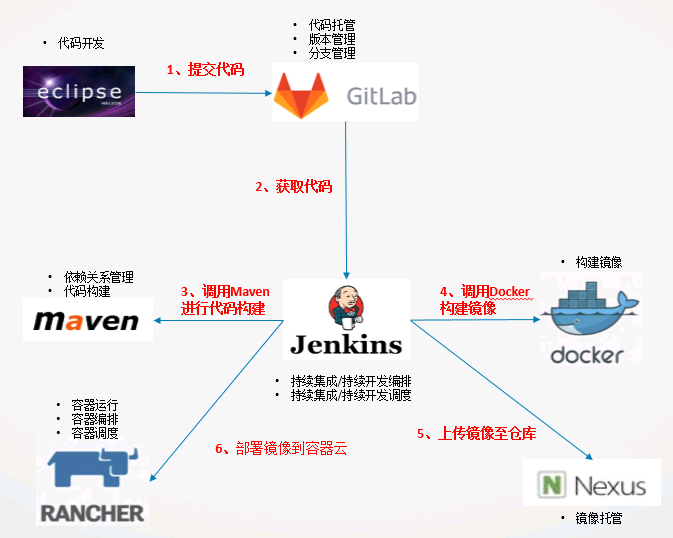 • 代码托管
• 版本管理
• 分支管理
• 代码开发
1、提交代码
eclipse
HELIOS
GitLab
2、获取代码
• 构建镜像
• 依赖关系管理
• 代码构建
3、调用Maven
进行代码构建
4、调用Docker
构建镜像
maven
Jenkins
docker
• 持续集成/持续开发编排
• 持续集成/持续开发调度
• 容器运行
• 容器编排
• 容器调度
6、部署镜像到容器云
5、上传镜像至仓库
RANCHER
N Nexus
• 镜像托管